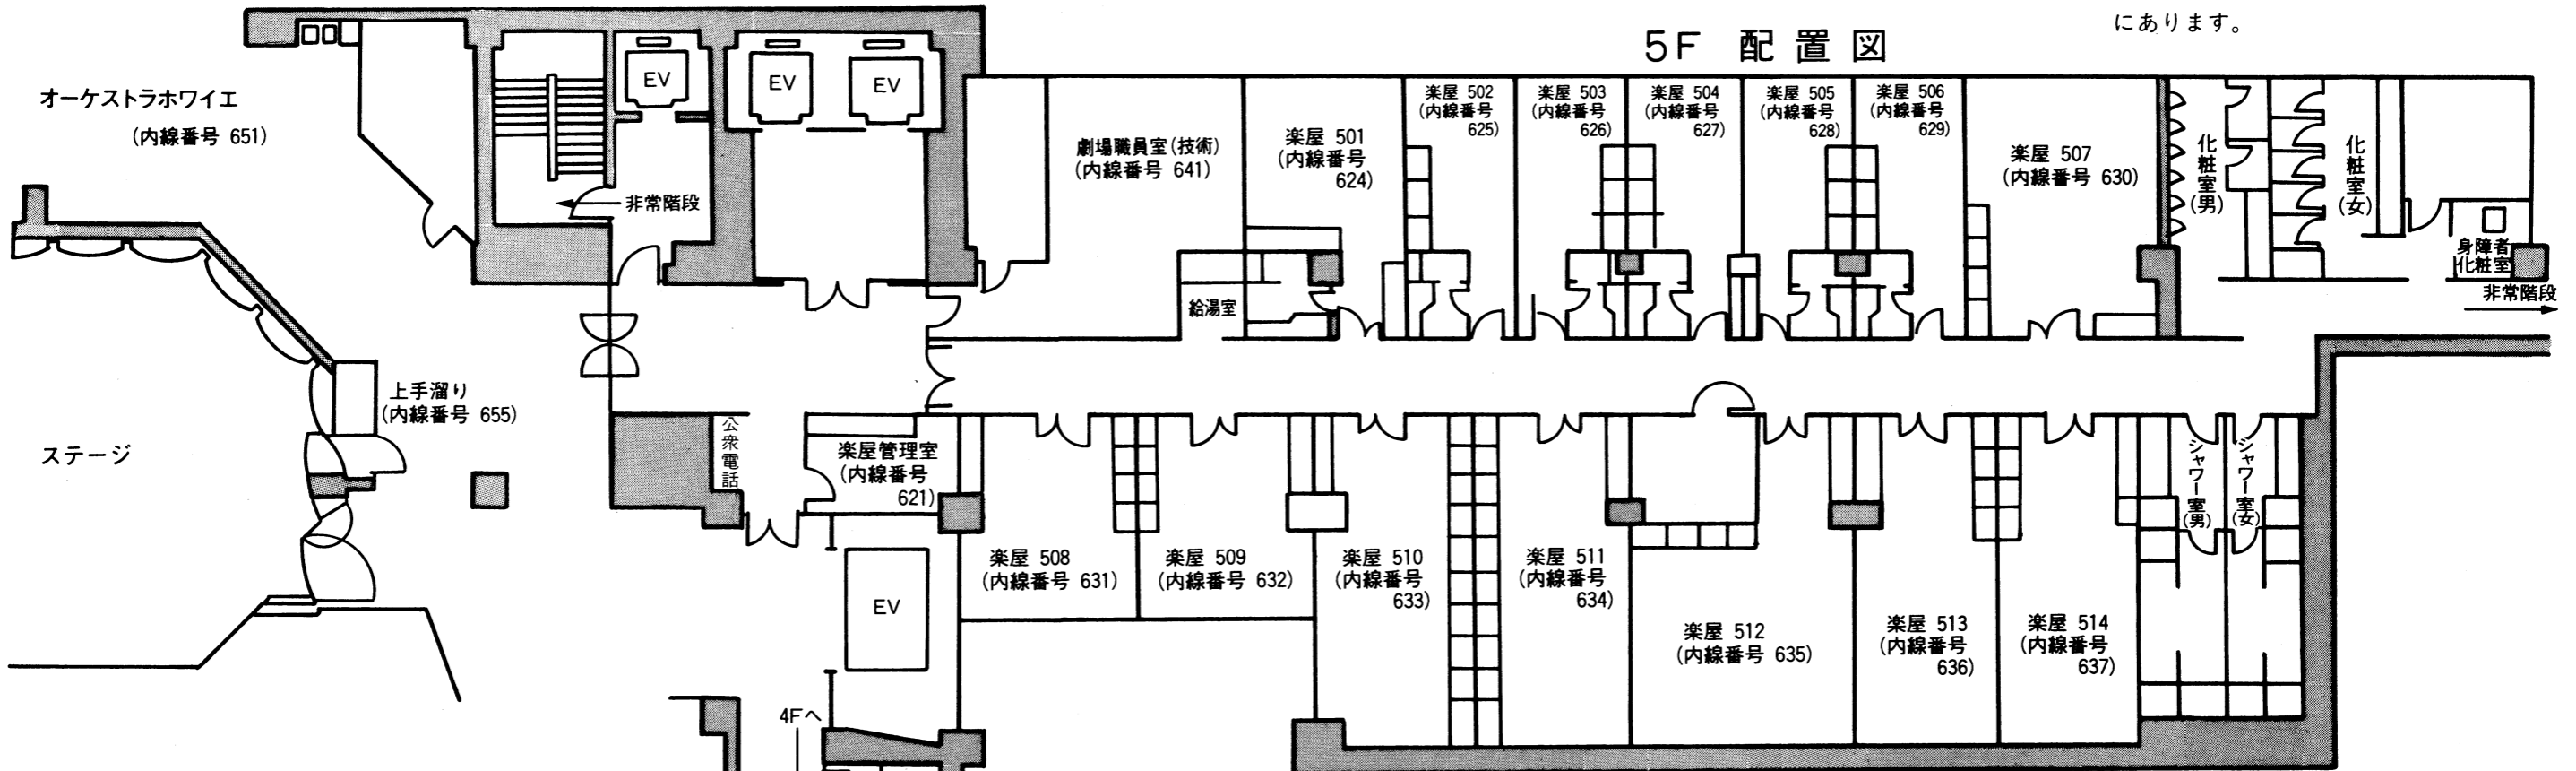 にあります。
5F 配置図
オーケストラホワイエ
(内線番号 651)
EV
EV
EV
非常階段
劇場職員室(技術)
(内線番号 641)
楽屋 501
(内線番号
624)
楽屋 502
(内線番号
625)
楽屋 503
(内線番号
626)
楽屋 504
(内線番号
627)
楽屋 505
(内線番号
628)
楽屋 506
(内線番号
629)
楽屋 507
(内線番号 630)
化粧室(男)
化粧室(女)
身障者
化粧室
非常階段
給湯室
上手溜り
(内線番号 655)
ステージ
公衆電話
楽屋管理室
(内線番号
621)
EV
4Fへ
楽屋 508
(内線番号 631)
楽屋 509
(内線番号 632)
楽屋 510
(内線番号
633)
楽屋 511
(内線番号
634)
楽屋 512
(内線番号 635)
楽屋 513
(内線番号
636)
楽屋 514
(内線番号
637)
シャワー室(男)
シャワー室(女)